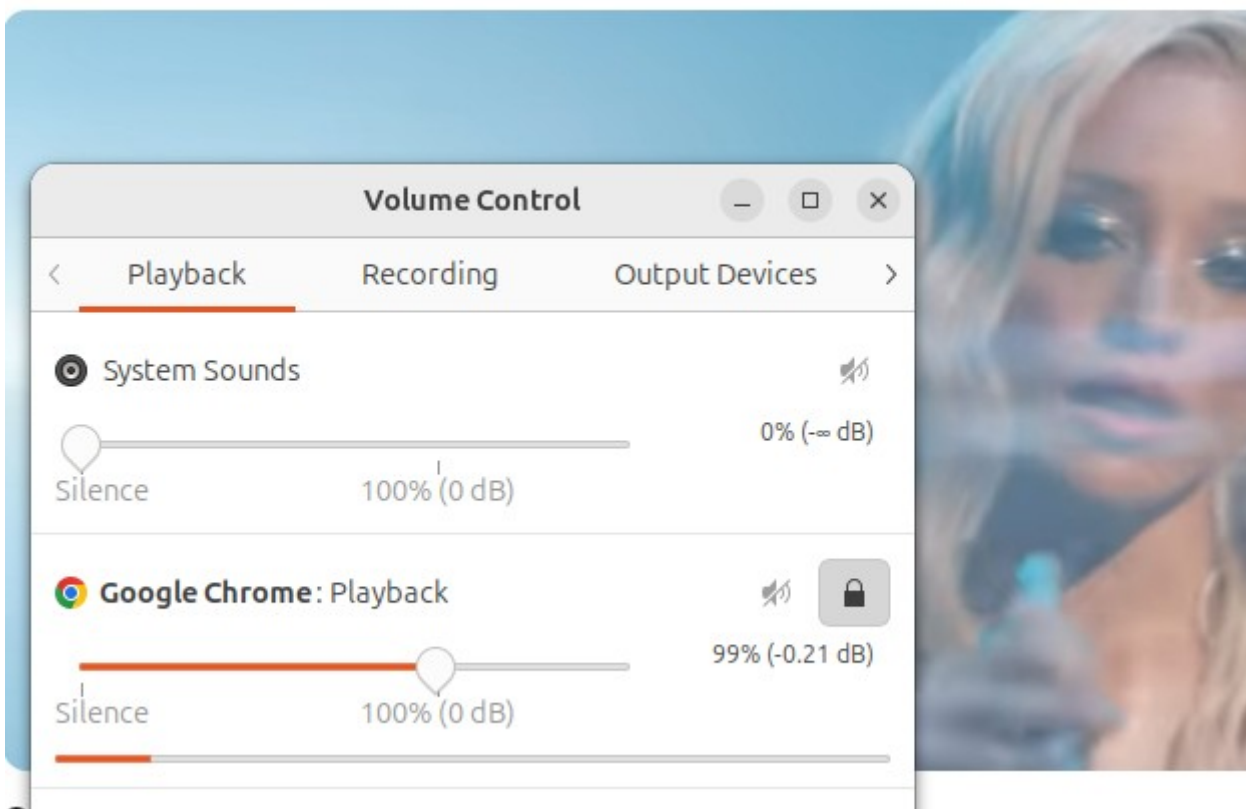 Volume Control
Playback Recording Output Devices
System Sounds
0% (-∞ dB)
Silence 100% (0 dB)
Google Chrome: Playback
99% (-0.21 dB)
Silence 100% (0 dB)